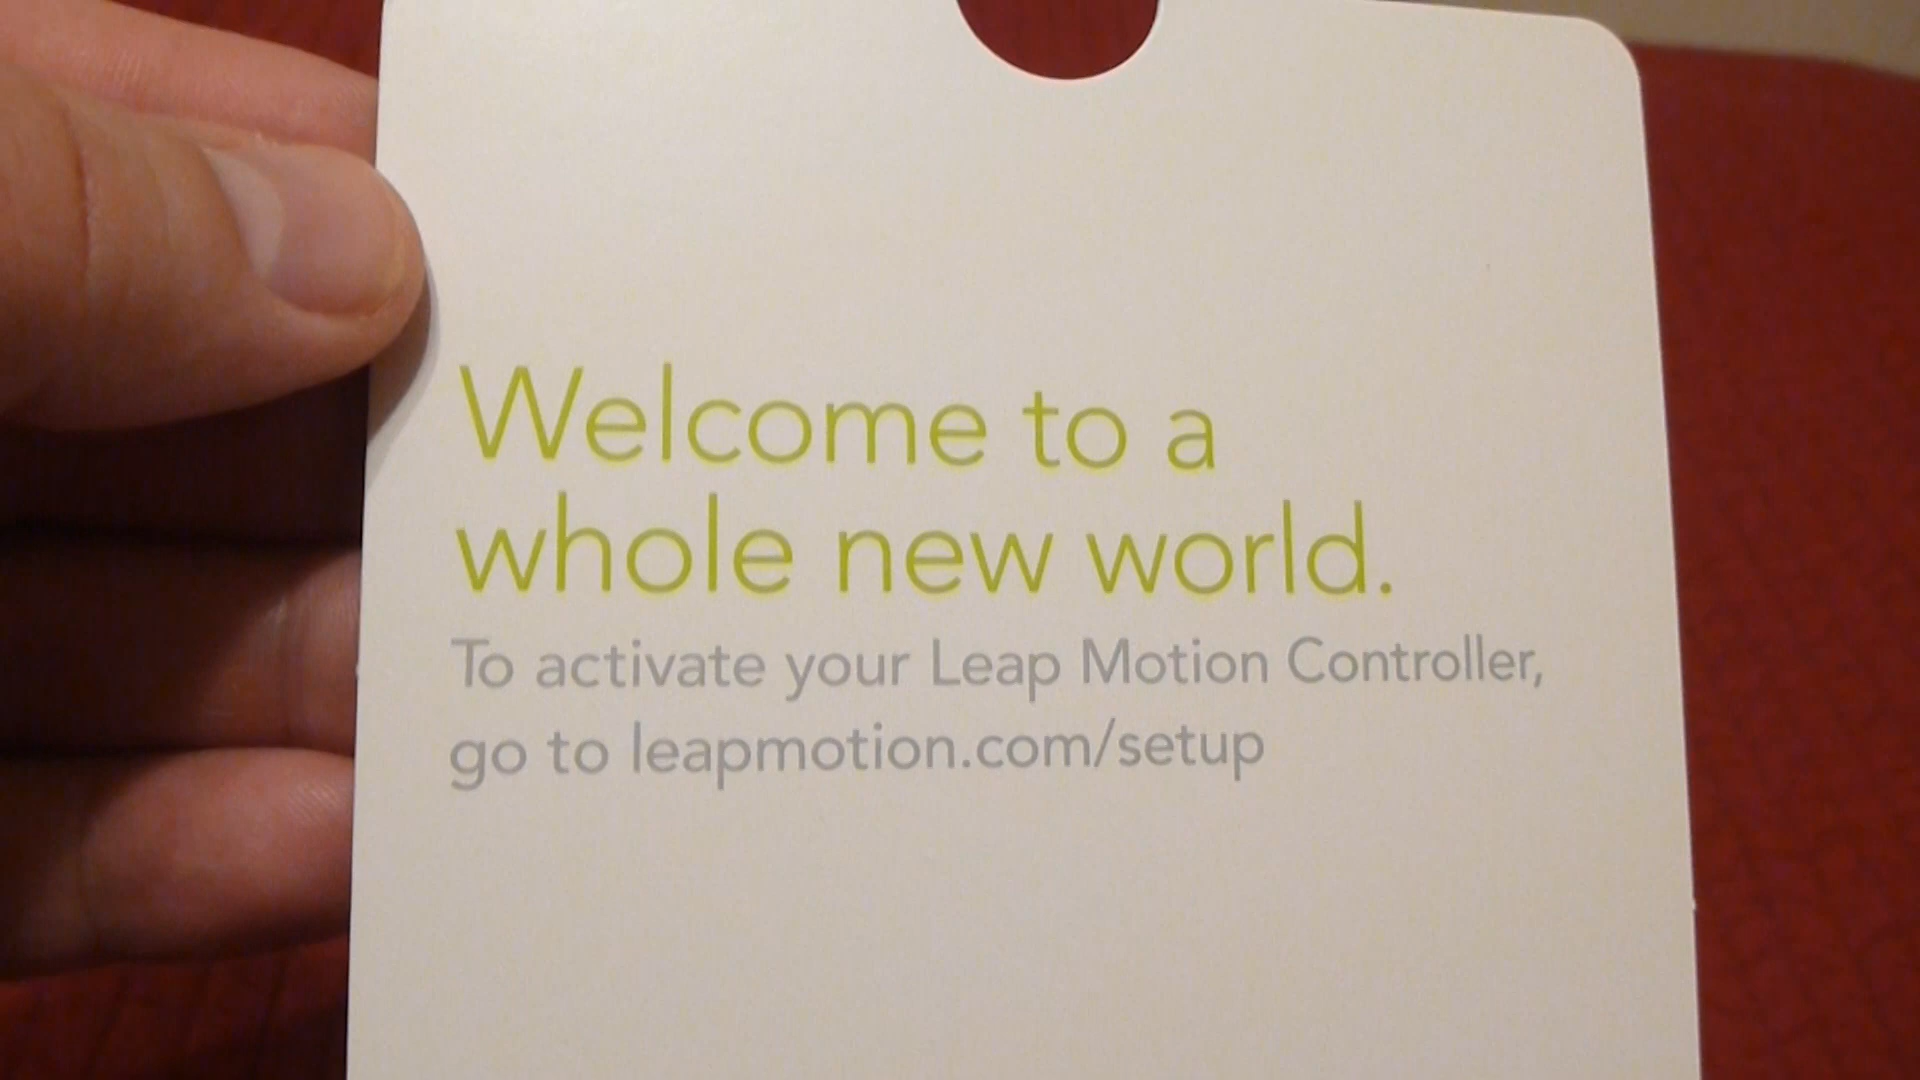 Welcome to a
whole new world.
To activate your Leap Motion Controller,
go to leapmotion.com/setup